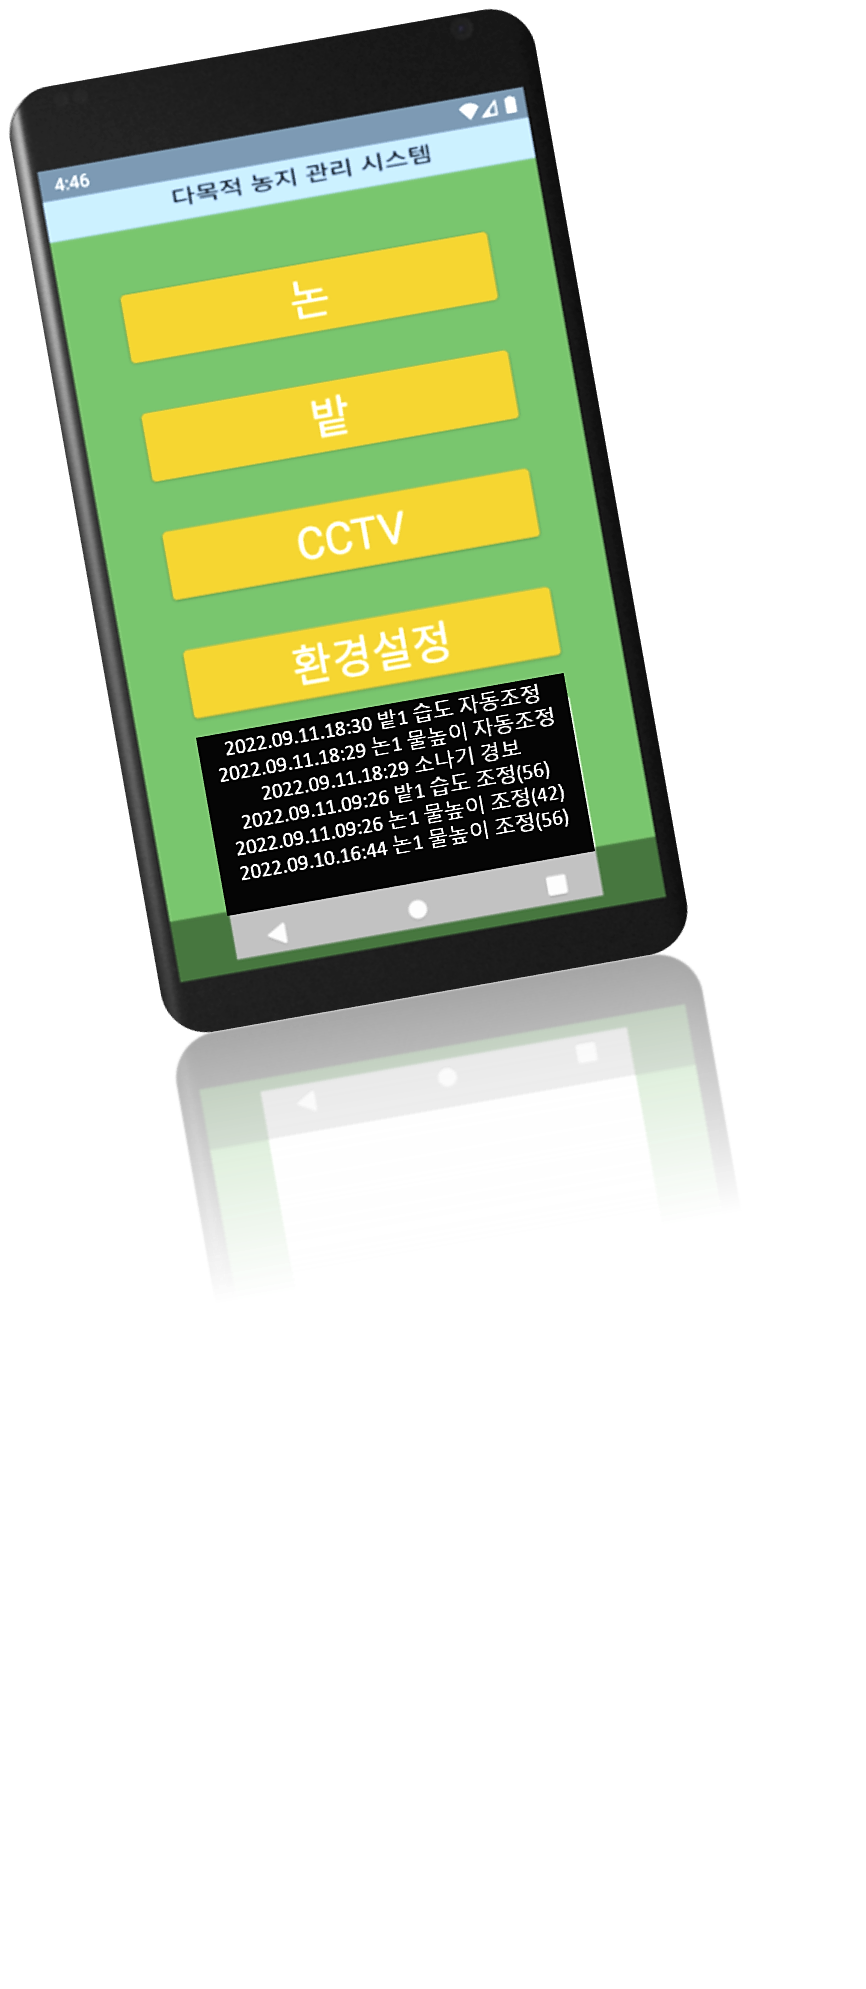 4:46
다목적 농지 관리 시스템
논
밭
CCTV
환경설정
2022.09.11.18:30 밭1 습도 자동조정
2022.09.11.18:29 논1 물높이 자동조정
2022.09.11.18:29 소나기 경보
2022.09.11.09:26 밭1 습도 조정(56)
2022.09.11.09:26 논1 물높이 조정(42)
2022.09.10.16:44 논1 물높이 조정(56)